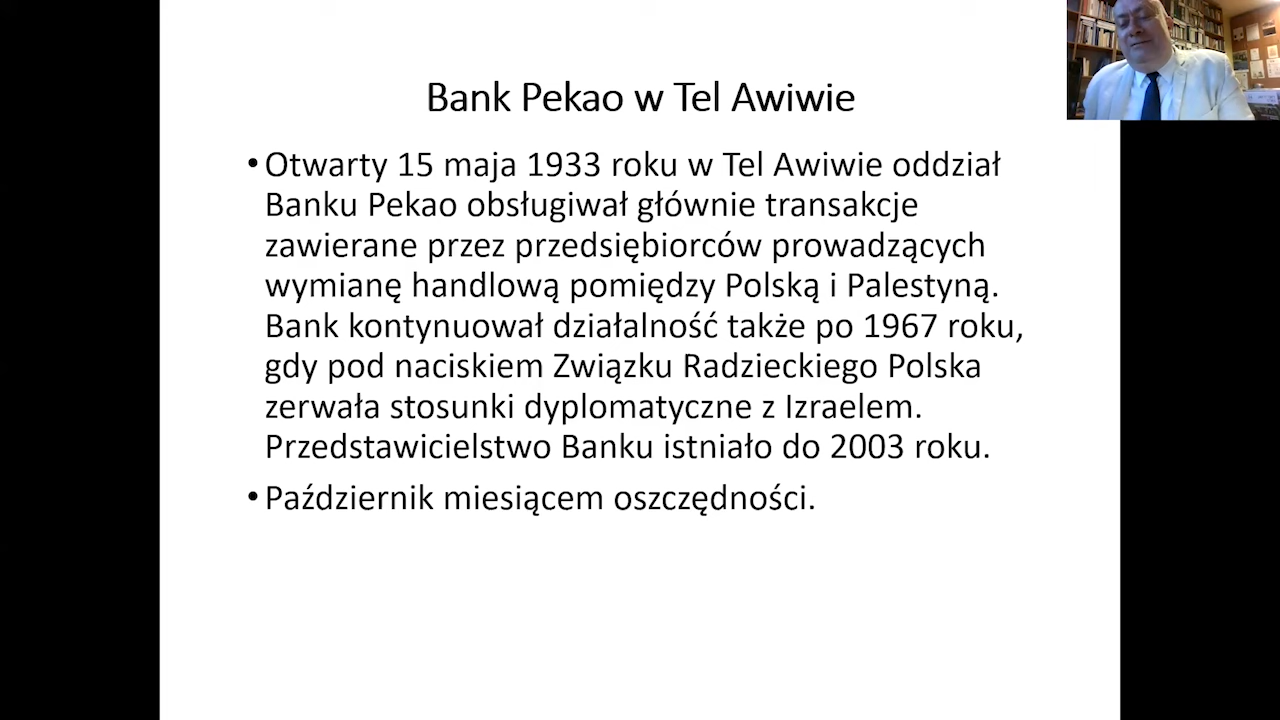 Bank Pekao w Tel Awiwie
• Otwarty 15 maja 1933 roku w Tel Awiwie oddział
Banku Pekao obsługiwał głównie transakcje
zawierane przez przedsiębiorców prowadzących
wymianę handlową pomiędzy Polską i Palestyną.
Bank kontynuował działalność także po 1967 roku,
gdy pod naciskiem Związku Radzieckiego Polska
zerwała stosunki dyplomatyczne z Izraelem.
Przedstawicielstwo Banku istniało do 2003 roku.
• Październik miesiącem oszczędności.